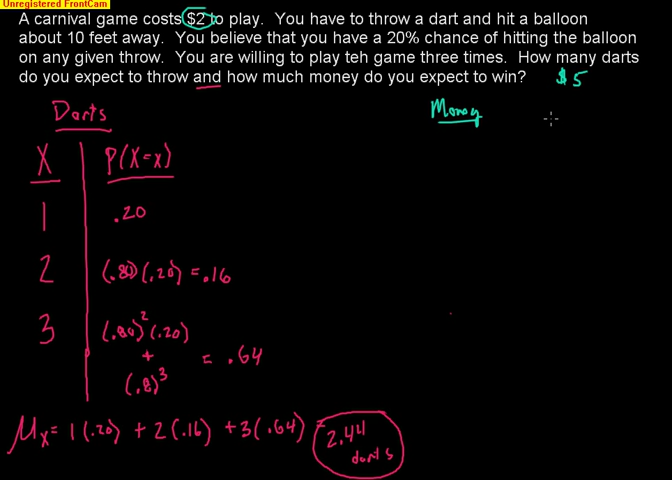 Unregistered FrontCam
A carnival game costs $2 to play. You have to throw a dart and hit a balloon
about 10 feet away. You believe that you have a 20% chance of hitting the balloon
on any given throw. You are willing to play teh game three times. How many darts
do you expect to throw and how much money do you expect to win? $5
Darts
Money
X P(X=x)
1 .20
2 (.80)(.20) = .16
3 (.80)²(.20)
+ = .64
(.8)³
μx = 1(.20) + 2(.16) + 3(.64) = 2.44
darts